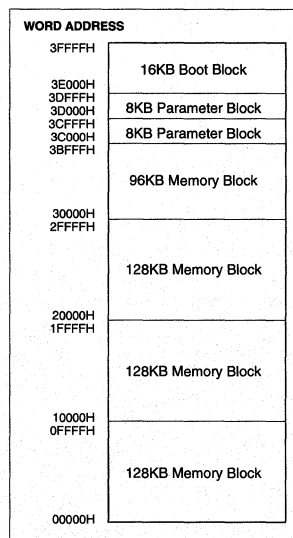 WORD ADDRESS
3FFFFH
16KB Boot Block
3E000H
3DFFFH
8KB Parameter Block
3D000H
3CFFFH
8KB Parameter Block
3C000H
3BFFFH
96KB Memory Block
30000H
2FFFFH
128KB Memory Block
20000H
1FFFFH
128KB Memory Block
10000H
0FFFFH
128KB Memory Block
00000H